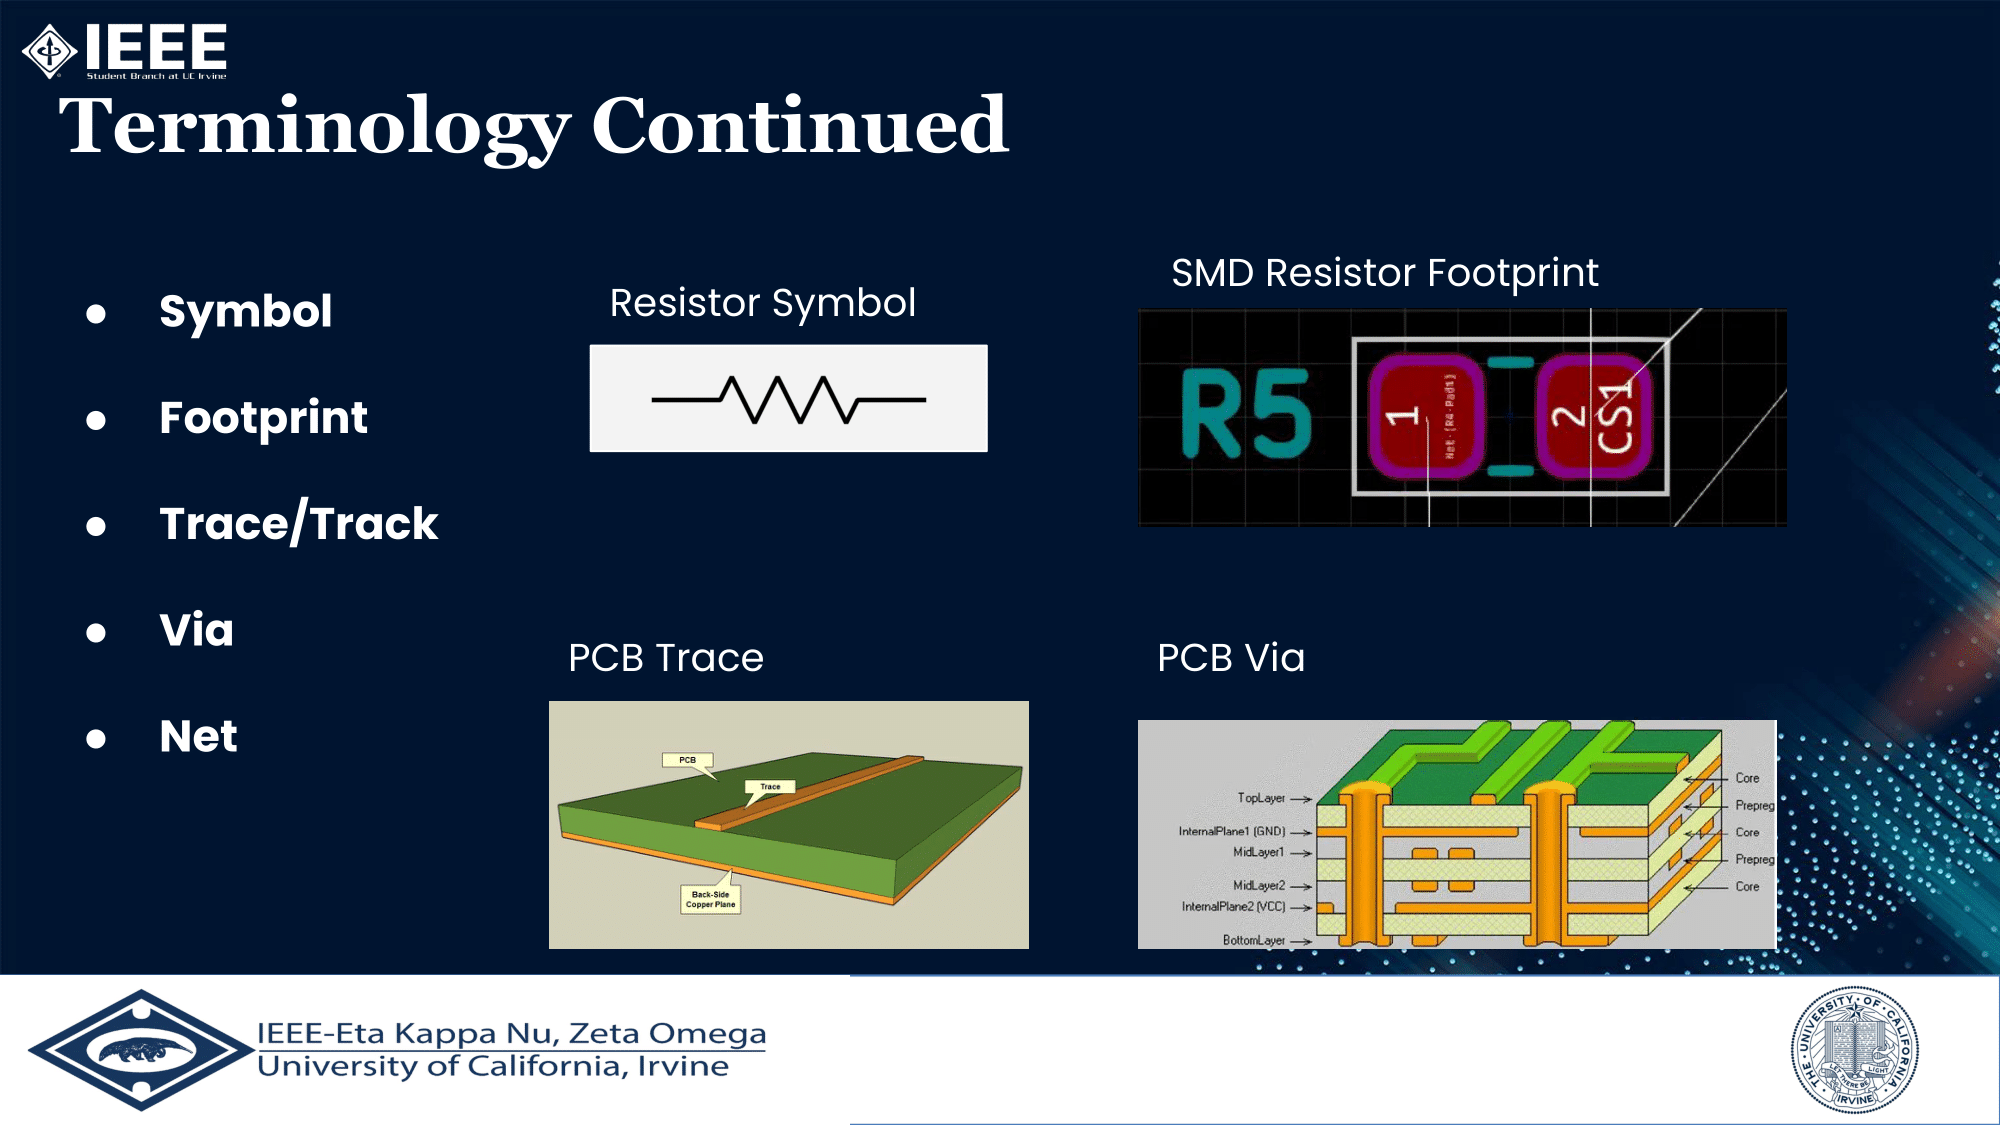 IEEE
Student Branch at UC Irvine
Terminology Continued
● Symbol
● Footprint
● Trace/Track
● Via
● Net
Resistor Symbol
SMD Resistor Footprint
R5
1
2
CS1
PCB Trace
PCB
Trace
Back-Side
Copper Plane
PCB Via
TopLayer
InternalPlane1 (GND)
MidLayer1
MidLayer2
InternalPlane2 (VCC)
BottomLayer
Core
Prepreg
Core
Prepreg
Core
IEEE-Eta Kappa Nu, Zeta Omega
University of California, Irvine
THE · UNIVERSITY · OF · CALIFORNIA
LET THERE BE LIGHT
IRVINE